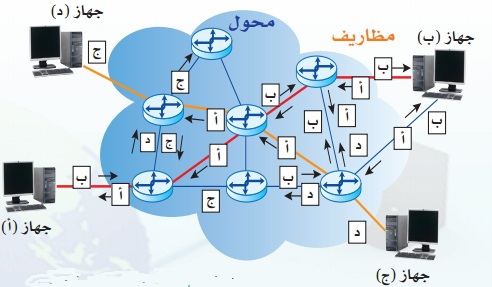 جهاز (د)
محول
مظاريف
جهاز (ب)
ج
ج
ب
أ
ب
أ
أ
ب
أ
ب
د
ج
أ
أ
د
ب
أ
ج
ب
د
د
جهاز (أ)
جهاز (ج)